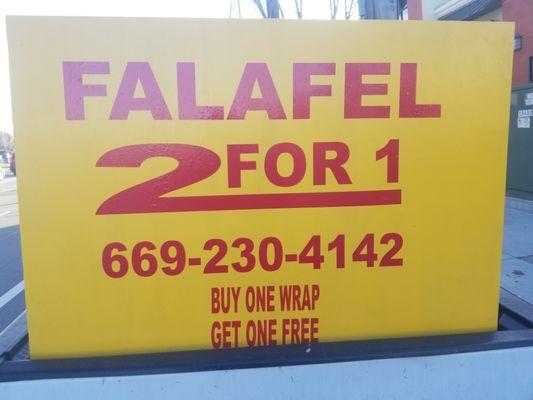 FALAFEL
2 FOR 1
669-230-4142
BUY ONE WRAP
GET ONE FREE